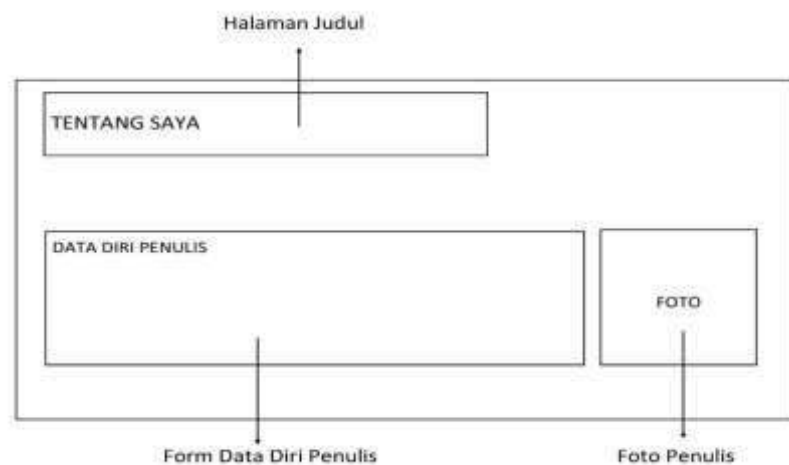 Halaman Judul
TENTANG SAYA
DATA DIRI PENULIS
FOTO
Form Data Diri Penulis
Foto Penulis